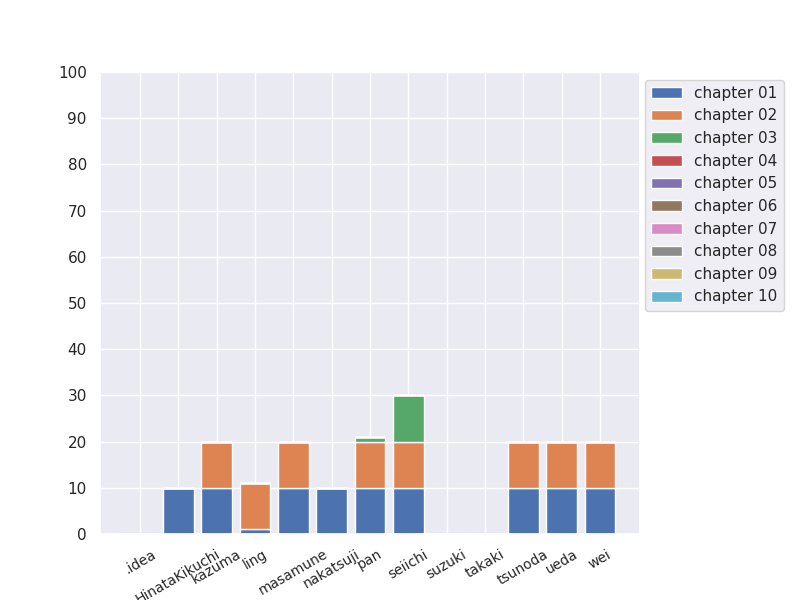 100
90
80
70
60
50
40
30
20
10
0
.idea
HinataKikuchi
kazuma
ling
masamune
nakatsuji
pan
seiichi
suzuki
takaki
tsunoda
ueda
wei
chapter 01
chapter 02
chapter 03
chapter 04
chapter 05
chapter 06
chapter 07
chapter 08
chapter 09
chapter 10